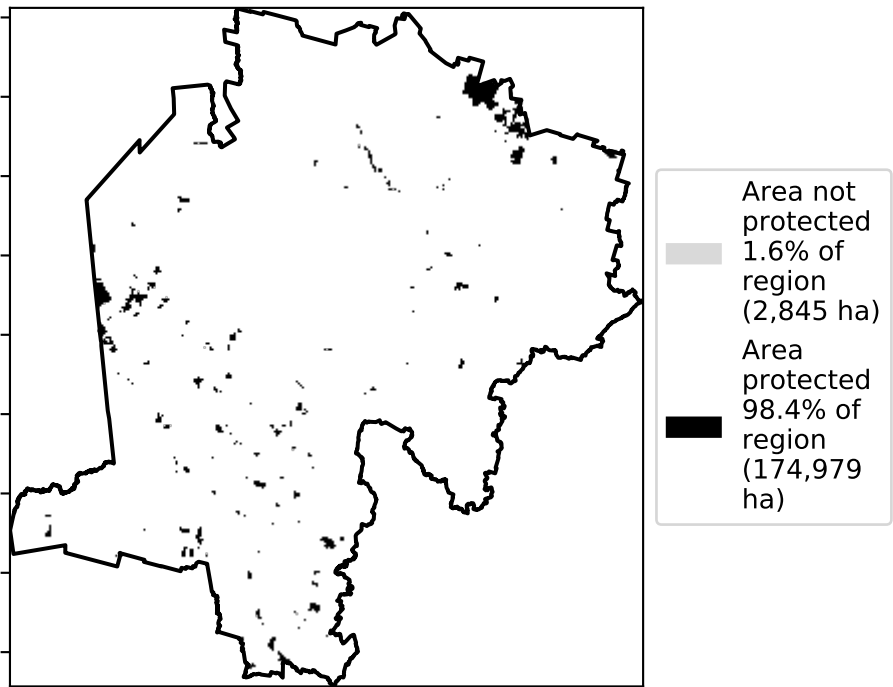 Area not
protected
1.6% of
region
(2,845 ha)
Area
protected
98.4% of
region
(174,979
ha)